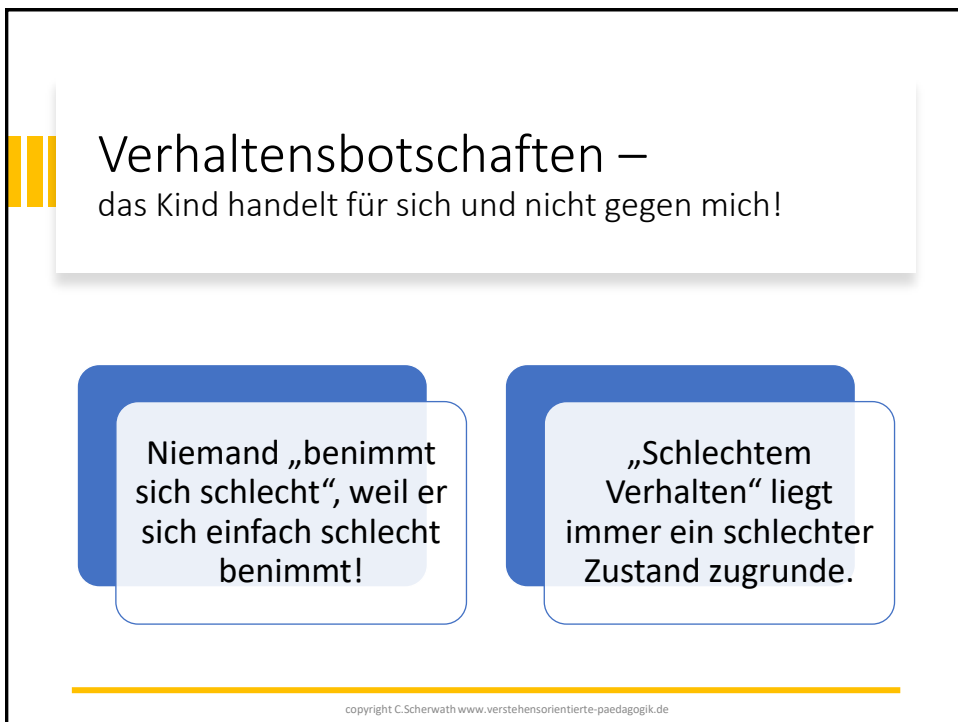 Verhaltensbotschaften –
das Kind handelt für sich und nicht gegen mich!
Niemand „benimmt
sich schlecht“, weil er
sich einfach schlecht
benimmt!
„Schlechtem
Verhalten“ liegt
immer ein schlechter
Zustand zugrunde.
copyright C.Scherwath www.verstehensorientierte-paedagogik.de